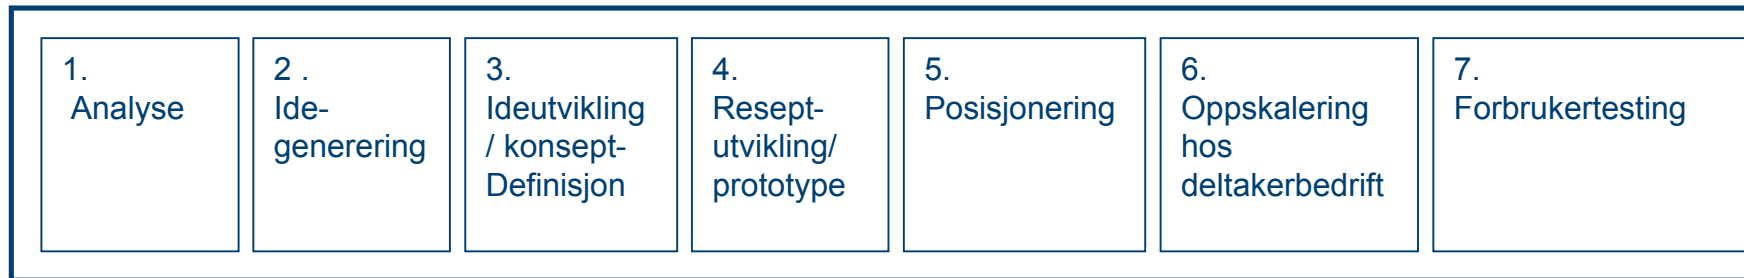 1.
Analyse
2 .
Ide-
generering
3.
Ideutvikling
/ konsept-
Definisjon
4.
Resept-
utvikling/
prototype
5.
Posisjonering
6.
Oppskalering
hos
deltakerbedrift
7.
Forbrukertesting